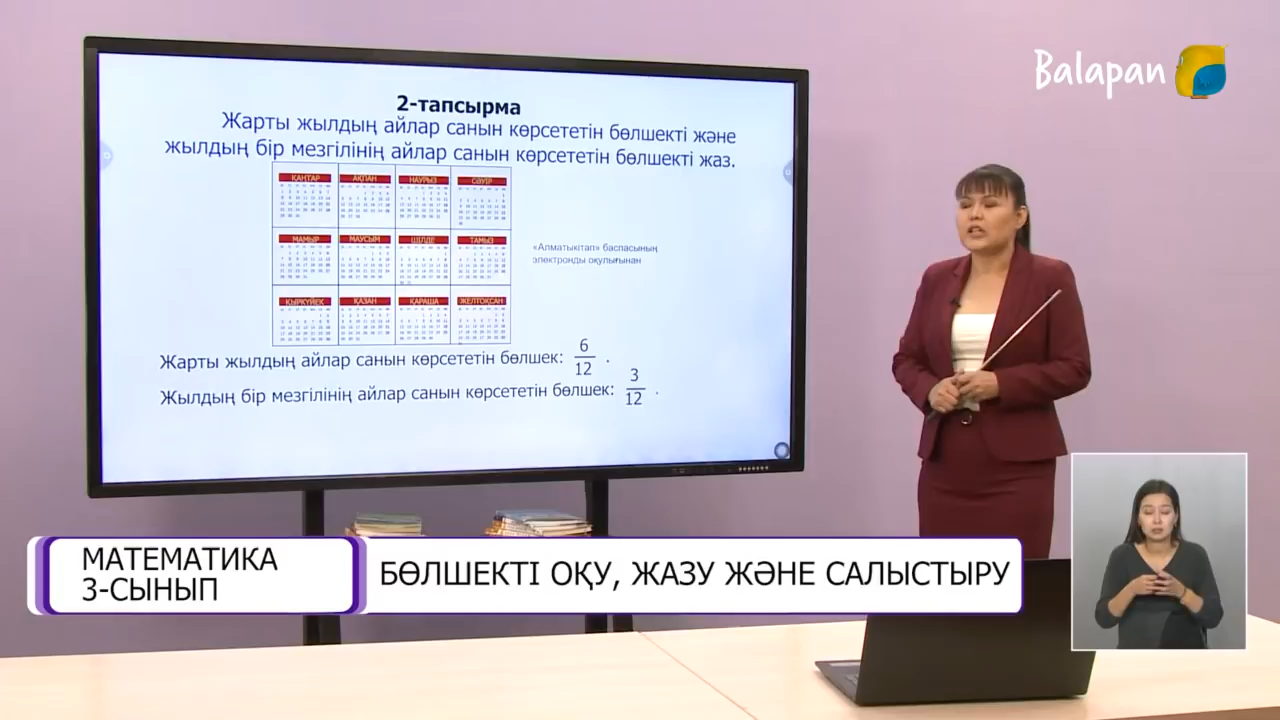 Balapan
2-тапсырма
Жарты жылдың айлар санын көрсететін бөлшекті және
жылдың бір мезгілінің айлар санын көрсететін бөлшекті жаз.
ҚАҢТАР АҚПАН НАУРЫЗ СӘУІР
МАМЫР МАУСЫМ ШІЛДЕ ТАМЫЗ
ҚЫРКҮЙЕК ҚАЗАН ҚАРАША ЖЕЛТОҚСАН
«Алматыкітап» баспасының
электронды оқулығынан
Жарты жылдың айлар санын көрсететін бөлшек: 6/12 .
Жылдың бір мезгілінің айлар санын көрсететін бөлшек: 3/12 .
МАТЕМАТИКА
3-СЫНЫП
БӨЛШЕКТІ ОҚУ, ЖАЗУ ЖӘНЕ САЛЫСТЫРУ